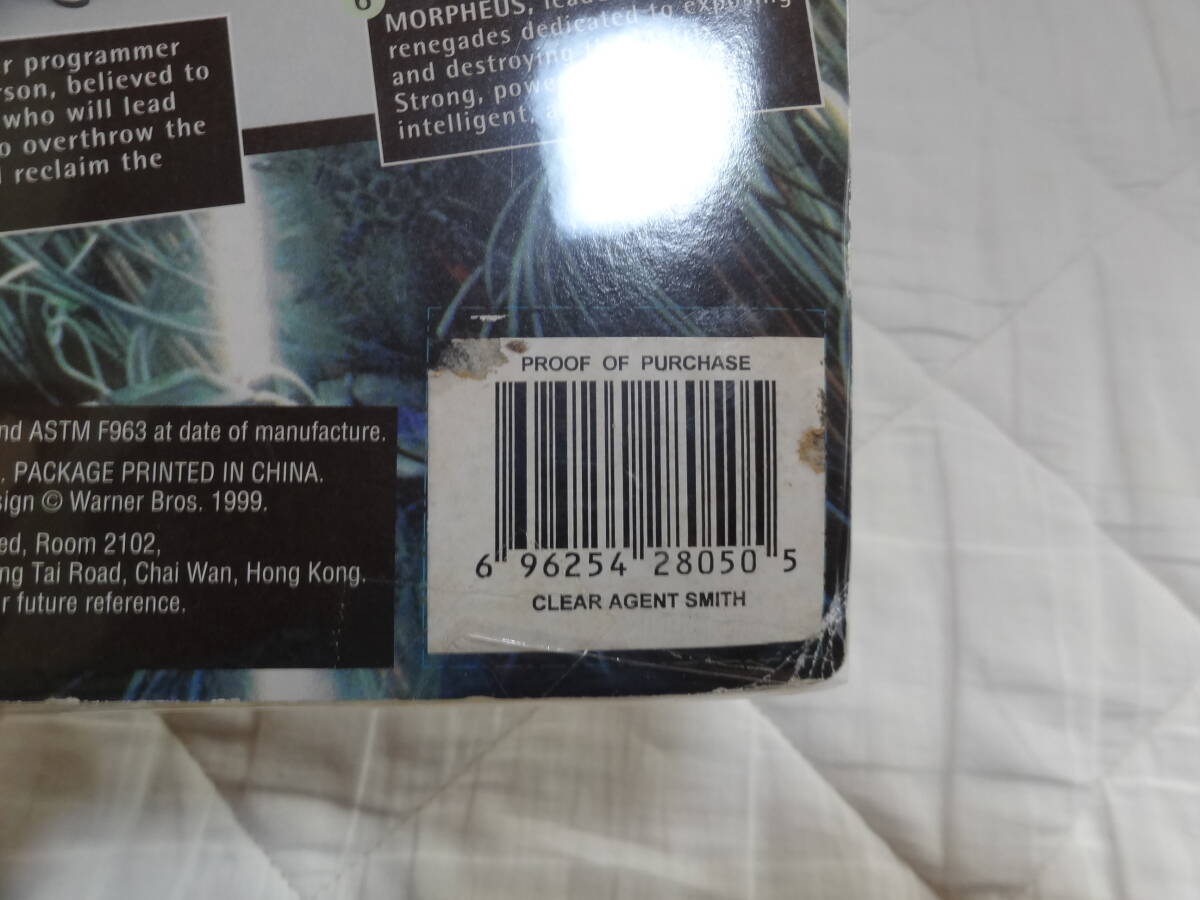 r programmer
rson, believed to
who will lead
o overthrow the
reclaim the
6
MORPHEUS,
renegades dedicated to exposing
and destroying
Strong,
intelligent,
PROOF OF PURCHASE
6 96254 28050 5
CLEAR AGENT SMITH
nd ASTM F963 at date of manufacture.
. PACKAGE PRINTED IN CHINA.
sign © Warner Bros. 1999.
ed, Room 2102,
ng Tai Road, Chai Wan, Hong Kong.
r future reference.